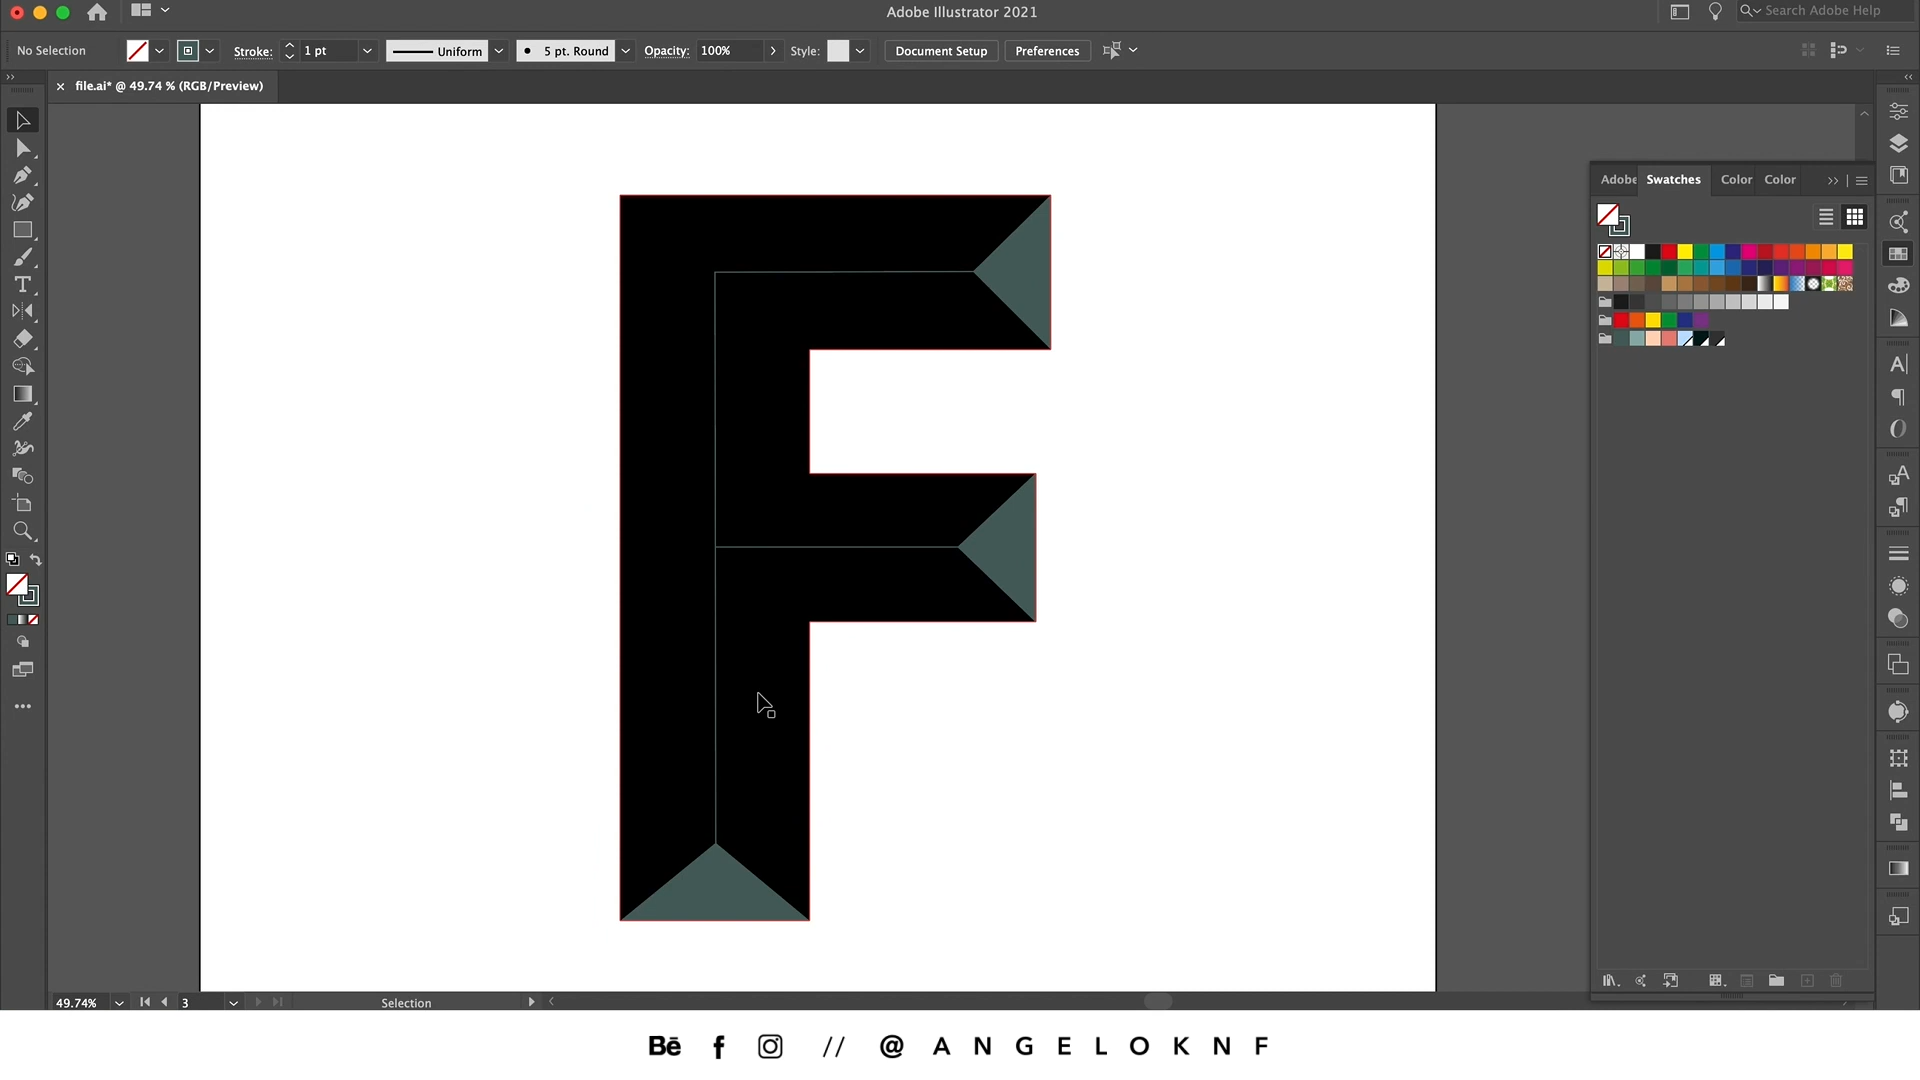 Adobe Illustrator 2021
Search Adobe Help
No Selection
Stroke:
1 pt
Uniform
5 pt. Round
Opacity:
100%
Style:
Document Setup
Preferences
file.ai* @ 49.74 % (RGB/Preview)
Adobe
Swatches
Color
Color
F
49.74%
3
Selection
Bē f // @ANGELOKNF